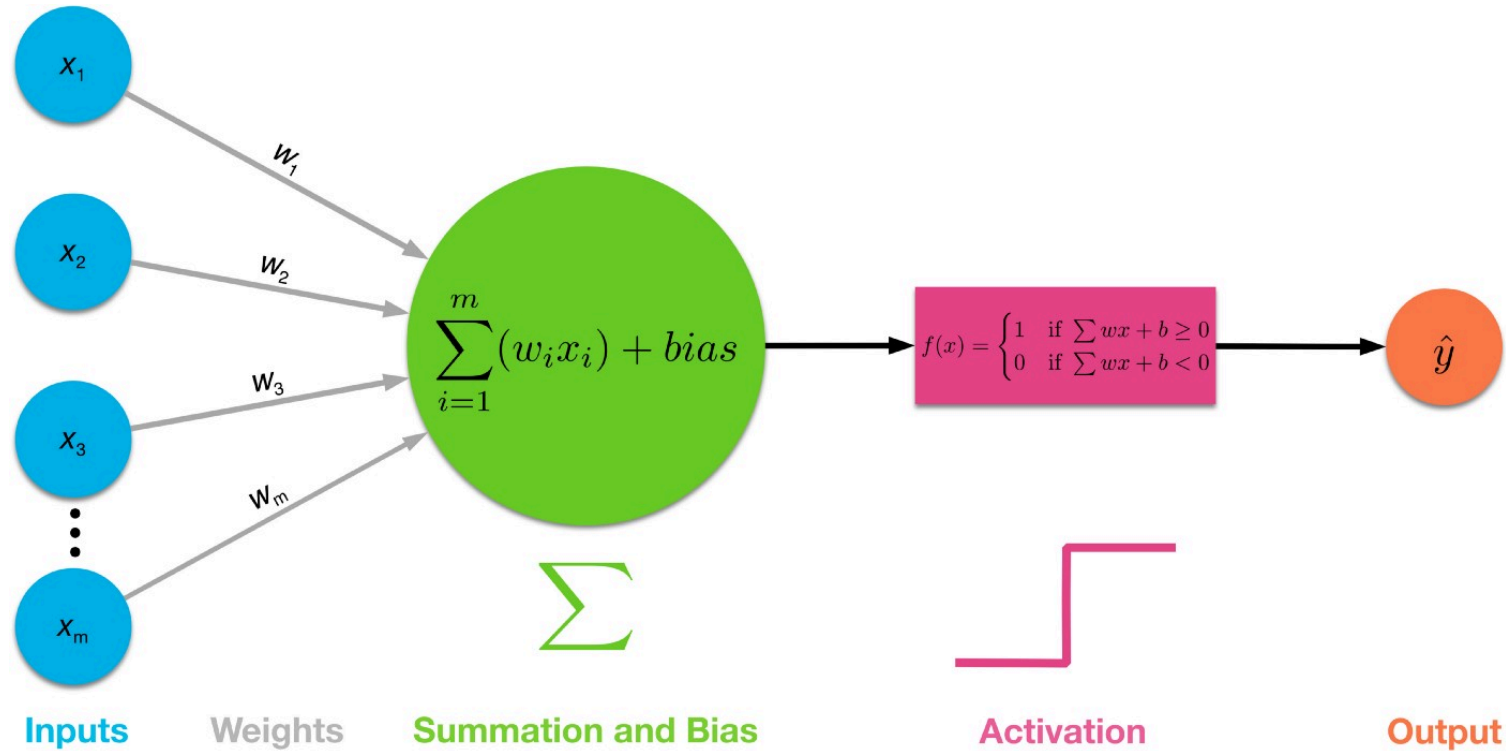 x₁
w₁
x₂
w₂
x₃
w₃
xₘ
wₘ
∑ᵢ₌₁ᵐ (wᵢxᵢ) + bias
f(x) = {1 if ∑ wx + b ≥ 0
0 if ∑ wx + b < 0
ŷ
∑
Inputs Weights Summation and Bias Activation Output